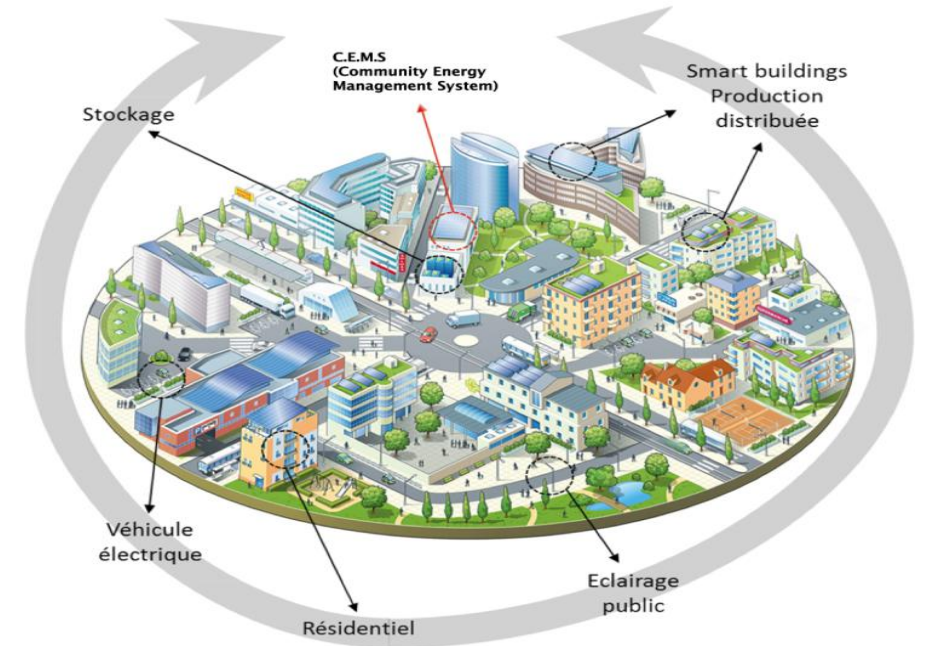 C.E.M.S
(Community Energy
Management System)
Smart buildings
Production
distribuée
Stockage
Véhicule
électrique
Eclairage
public
Résidentiel